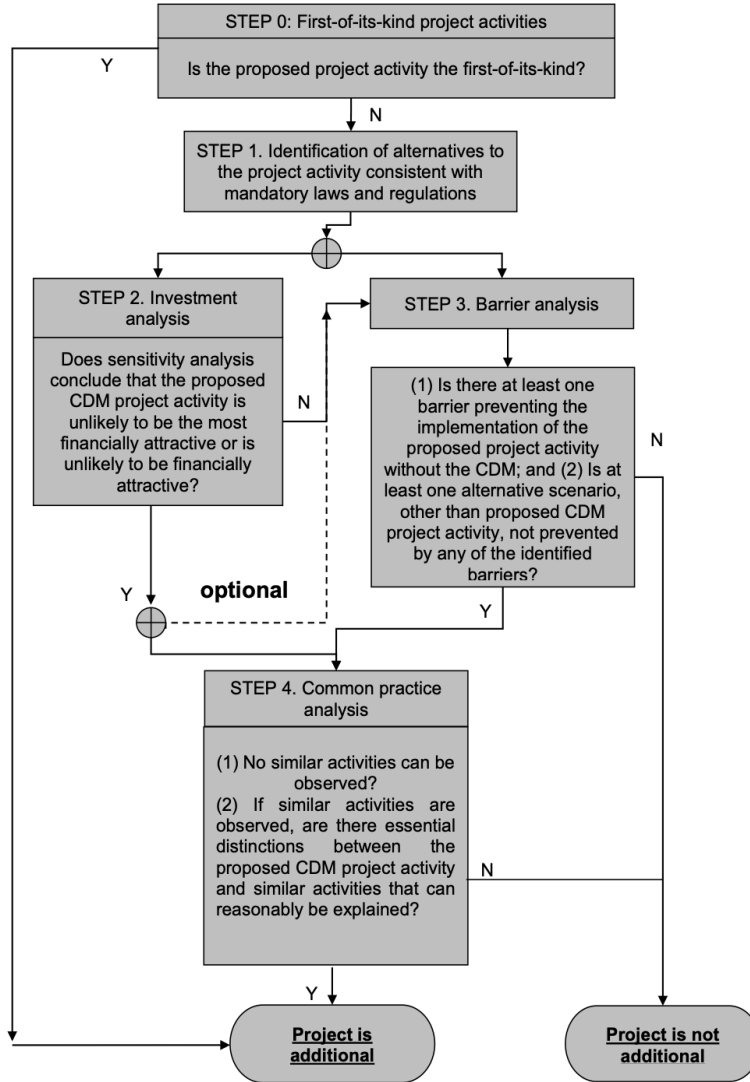 STEP 0: First-of-its-kind project activities
Is the proposed project activity the first-of-its-kind?
Y
N
STEP 1. Identification of alternatives to
the project activity consistent with
mandatory laws and regulations
STEP 2. Investment
analysis
Does sensitivity analysis
conclude that the proposed
CDM project activity is
unlikely to be the most
financially attractive or is
unlikely to be financially
attractive?
N
Y
optional
STEP 3. Barrier analysis
(1) Is there at least one
barrier preventing the
implementation of the
proposed project activity
without the CDM; and (2) Is at
least one alternative scenario,
other than proposed CDM
project activity, not prevented
by any of the identified
barriers?
N
Y
STEP 4. Common practice
analysis
(1) No similar activities can be
observed?
(2) If similar activities are
observed, are there essential
distinctions between the
proposed CDM project activity
and similar activities that can
reasonably be explained?
N
Y
Project is
additional
Project is not
additional